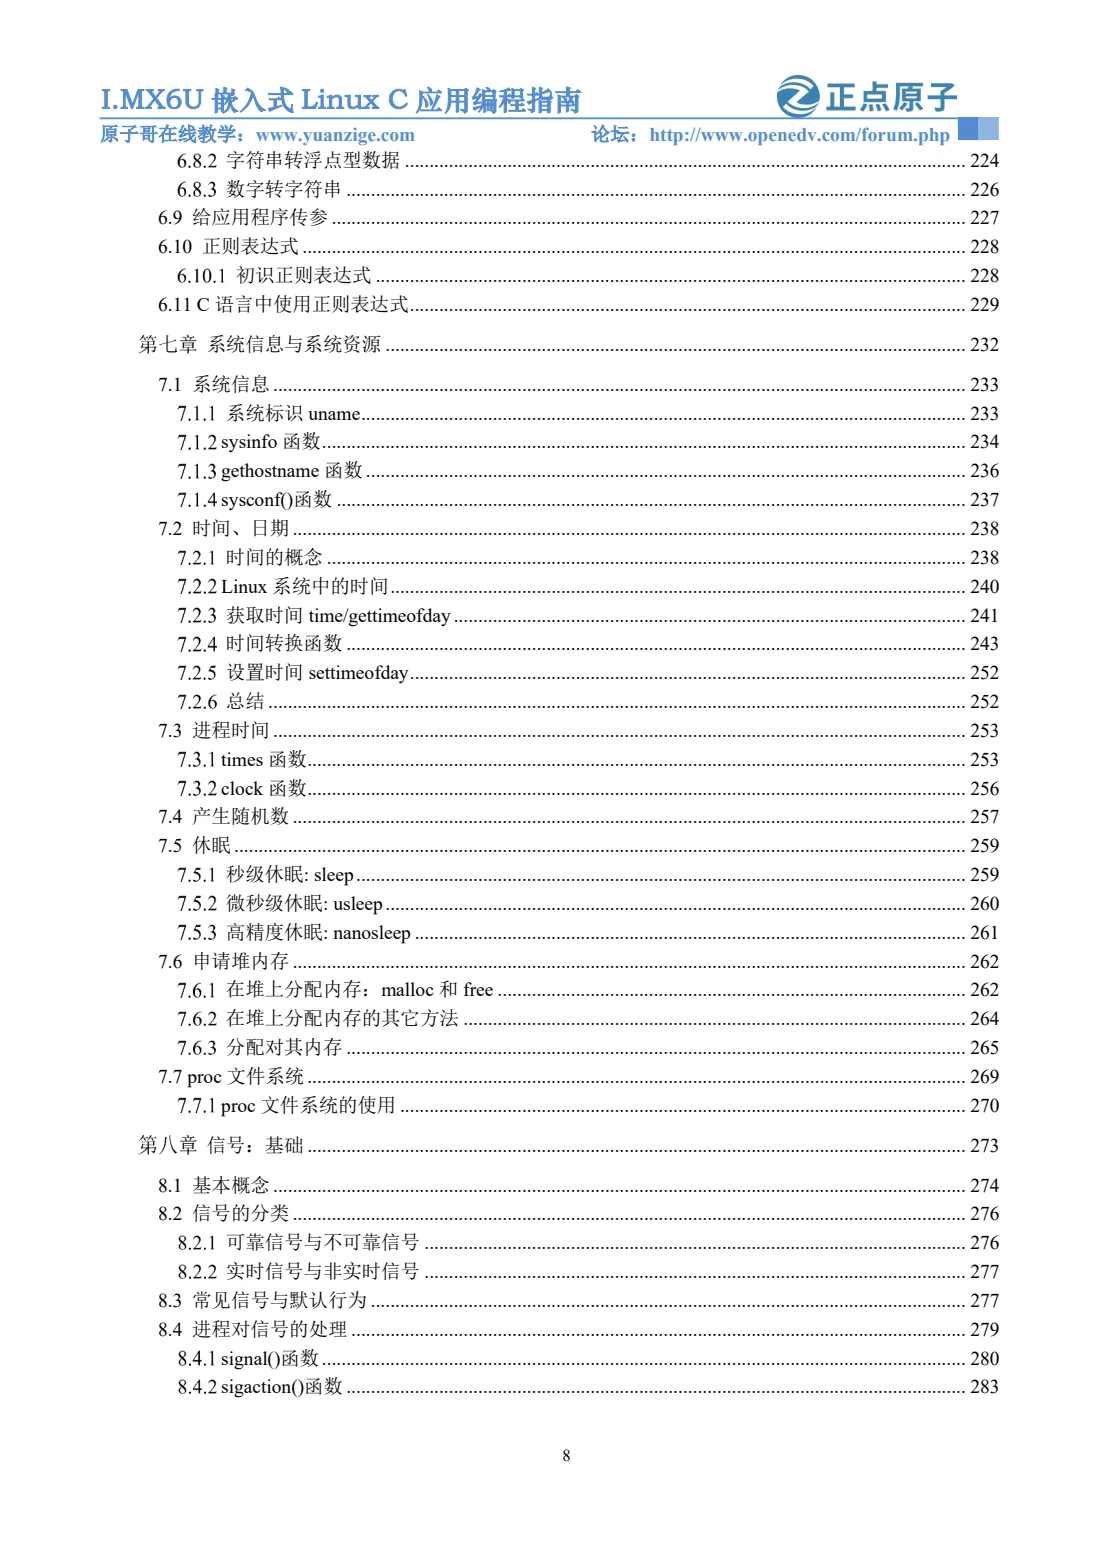 I.MX6U 嵌入式 Linux C 应用编程指南
正点原子
原子哥在线教学：www.yuanzige.com 论坛：http://www.openedv.com/forum.php
6.8.2 字符串转浮点型数据 ........ 224
6.8.3 数字转字符串 ........ 226
6.9 给应用程序传参 ........ 227
6.10 正则表达式 ........ 228
6.10.1 初识正则表达式 ........ 228
6.11 C 语言中使用正则表达式 ........ 229
第七章 系统信息与系统资源 ........ 232
7.1 系统信息 ........ 233
7.1.1 系统标识 uname ........ 233
7.1.2 sysinfo 函数 ........ 234
7.1.3 gethostname 函数 ........ 236
7.1.4 sysconf()函数 ........ 237
7.2 时间、日期 ........ 238
7.2.1 时间的概念 ........ 238
7.2.2 Linux 系统中的时间 ........ 240
7.2.3 获取时间 time/gettimeofday ........ 241
7.2.4 时间转换函数 ........ 243
7.2.5 设置时间 settimeofday ........ 252
7.2.6 总结 ........ 252
7.3 进程时间 ........ 253
7.3.1 times 函数 ........ 253
7.3.2 clock 函数 ........ 256
7.4 产生随机数 ........ 257
7.5 休眠 ........ 259
7.5.1 秒级休眠: sleep ........ 259
7.5.2 微秒级休眠: usleep ........ 260
7.5.3 高精度休眠: nanosleep ........ 261
7.6 申请堆内存 ........ 262
7.6.1 在堆上分配内存：malloc 和 free ........ 262
7.6.2 在堆上分配内存的其它方法 ........ 264
7.6.3 分配对其内存 ........ 265
7.7 proc 文件系统 ........ 269
7.7.1 proc 文件系统的使用 ........ 270
第八章 信号：基础 ........ 273
8.1 基本概念 ........ 274
8.2 信号的分类 ........ 276
8.2.1 可靠信号与不可靠信号 ........ 276
8.2.2 实时信号与非实时信号 ........ 277
8.3 常见信号与默认行为 ........ 277
8.4 进程对信号的处理 ........ 279
8.4.1 signal()函数 ........ 280
8.4.2 sigaction()函数 ........ 283
8